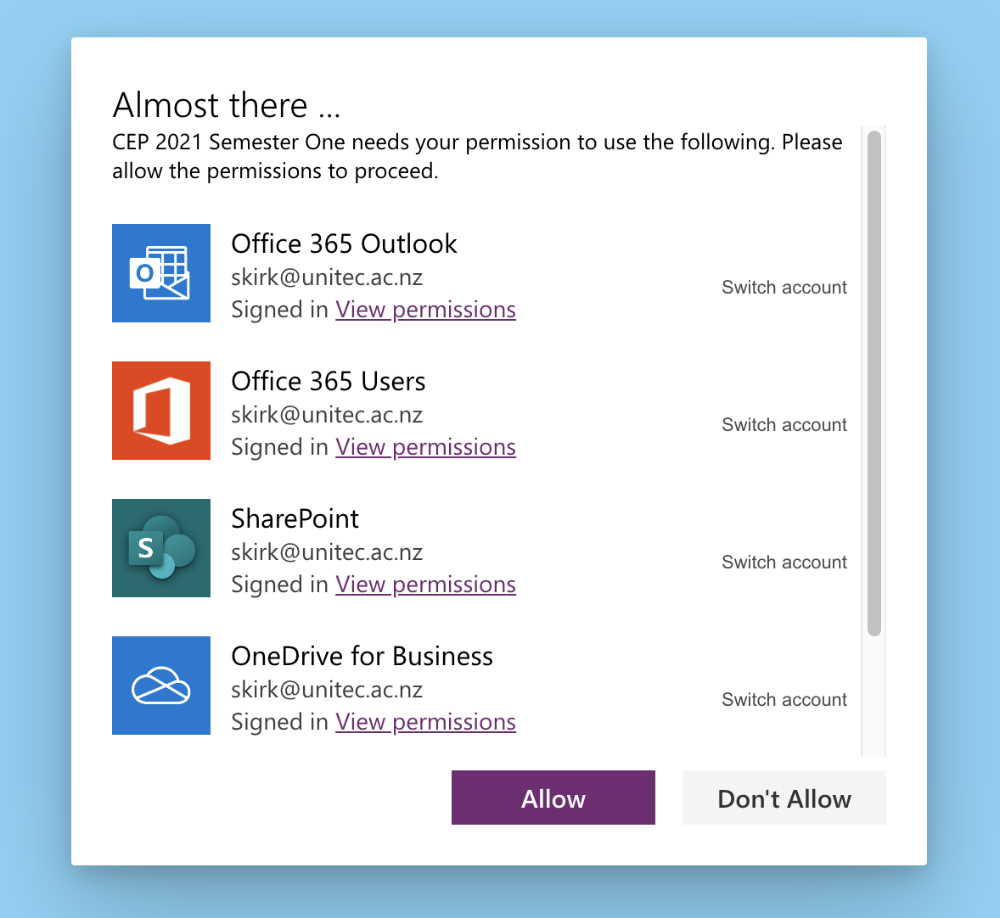 Almost there ...
CEP 2021 Semester One needs your permission to use the following. Please
allow the permissions to proceed.
O
Office 365 Outlook
skirk@unitec.ac.nz
Signed in View permissions
Switch account
Office 365 Users
skirk@unitec.ac.nz
Signed in View permissions
Switch account
S
SharePoint
skirk@unitec.ac.nz
Signed in View permissions
Switch account
OneDrive for Business
skirk@unitec.ac.nz
Signed in View permissions
Switch account
Allow
Don't Allow